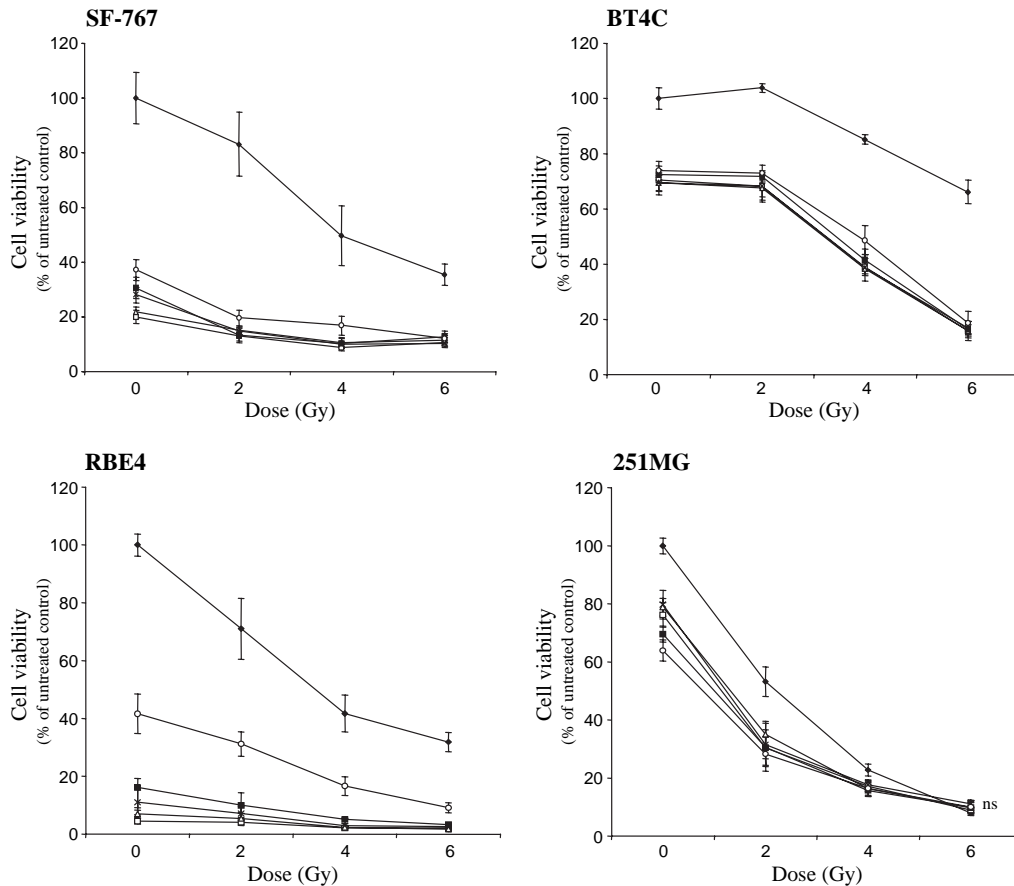 SF-767
120
100
80
60
40
20
0
Cell viability
(% of untreated control)
0 2 4 6
Dose (Gy)
BT4C
120
100
80
60
40
20
0
Cell viability
(% of untreated control)
0 2 4 6
Dose (Gy)
RBE4
120
100
80
60
40
20
0
Cell viability
(% of untreated control)
0 2 4 6
Dose (Gy)
251MG
120
100
80
60
40
20
0
Cell viability
(% of untreated control)
ns
0 2 4 6
Dose (Gy)